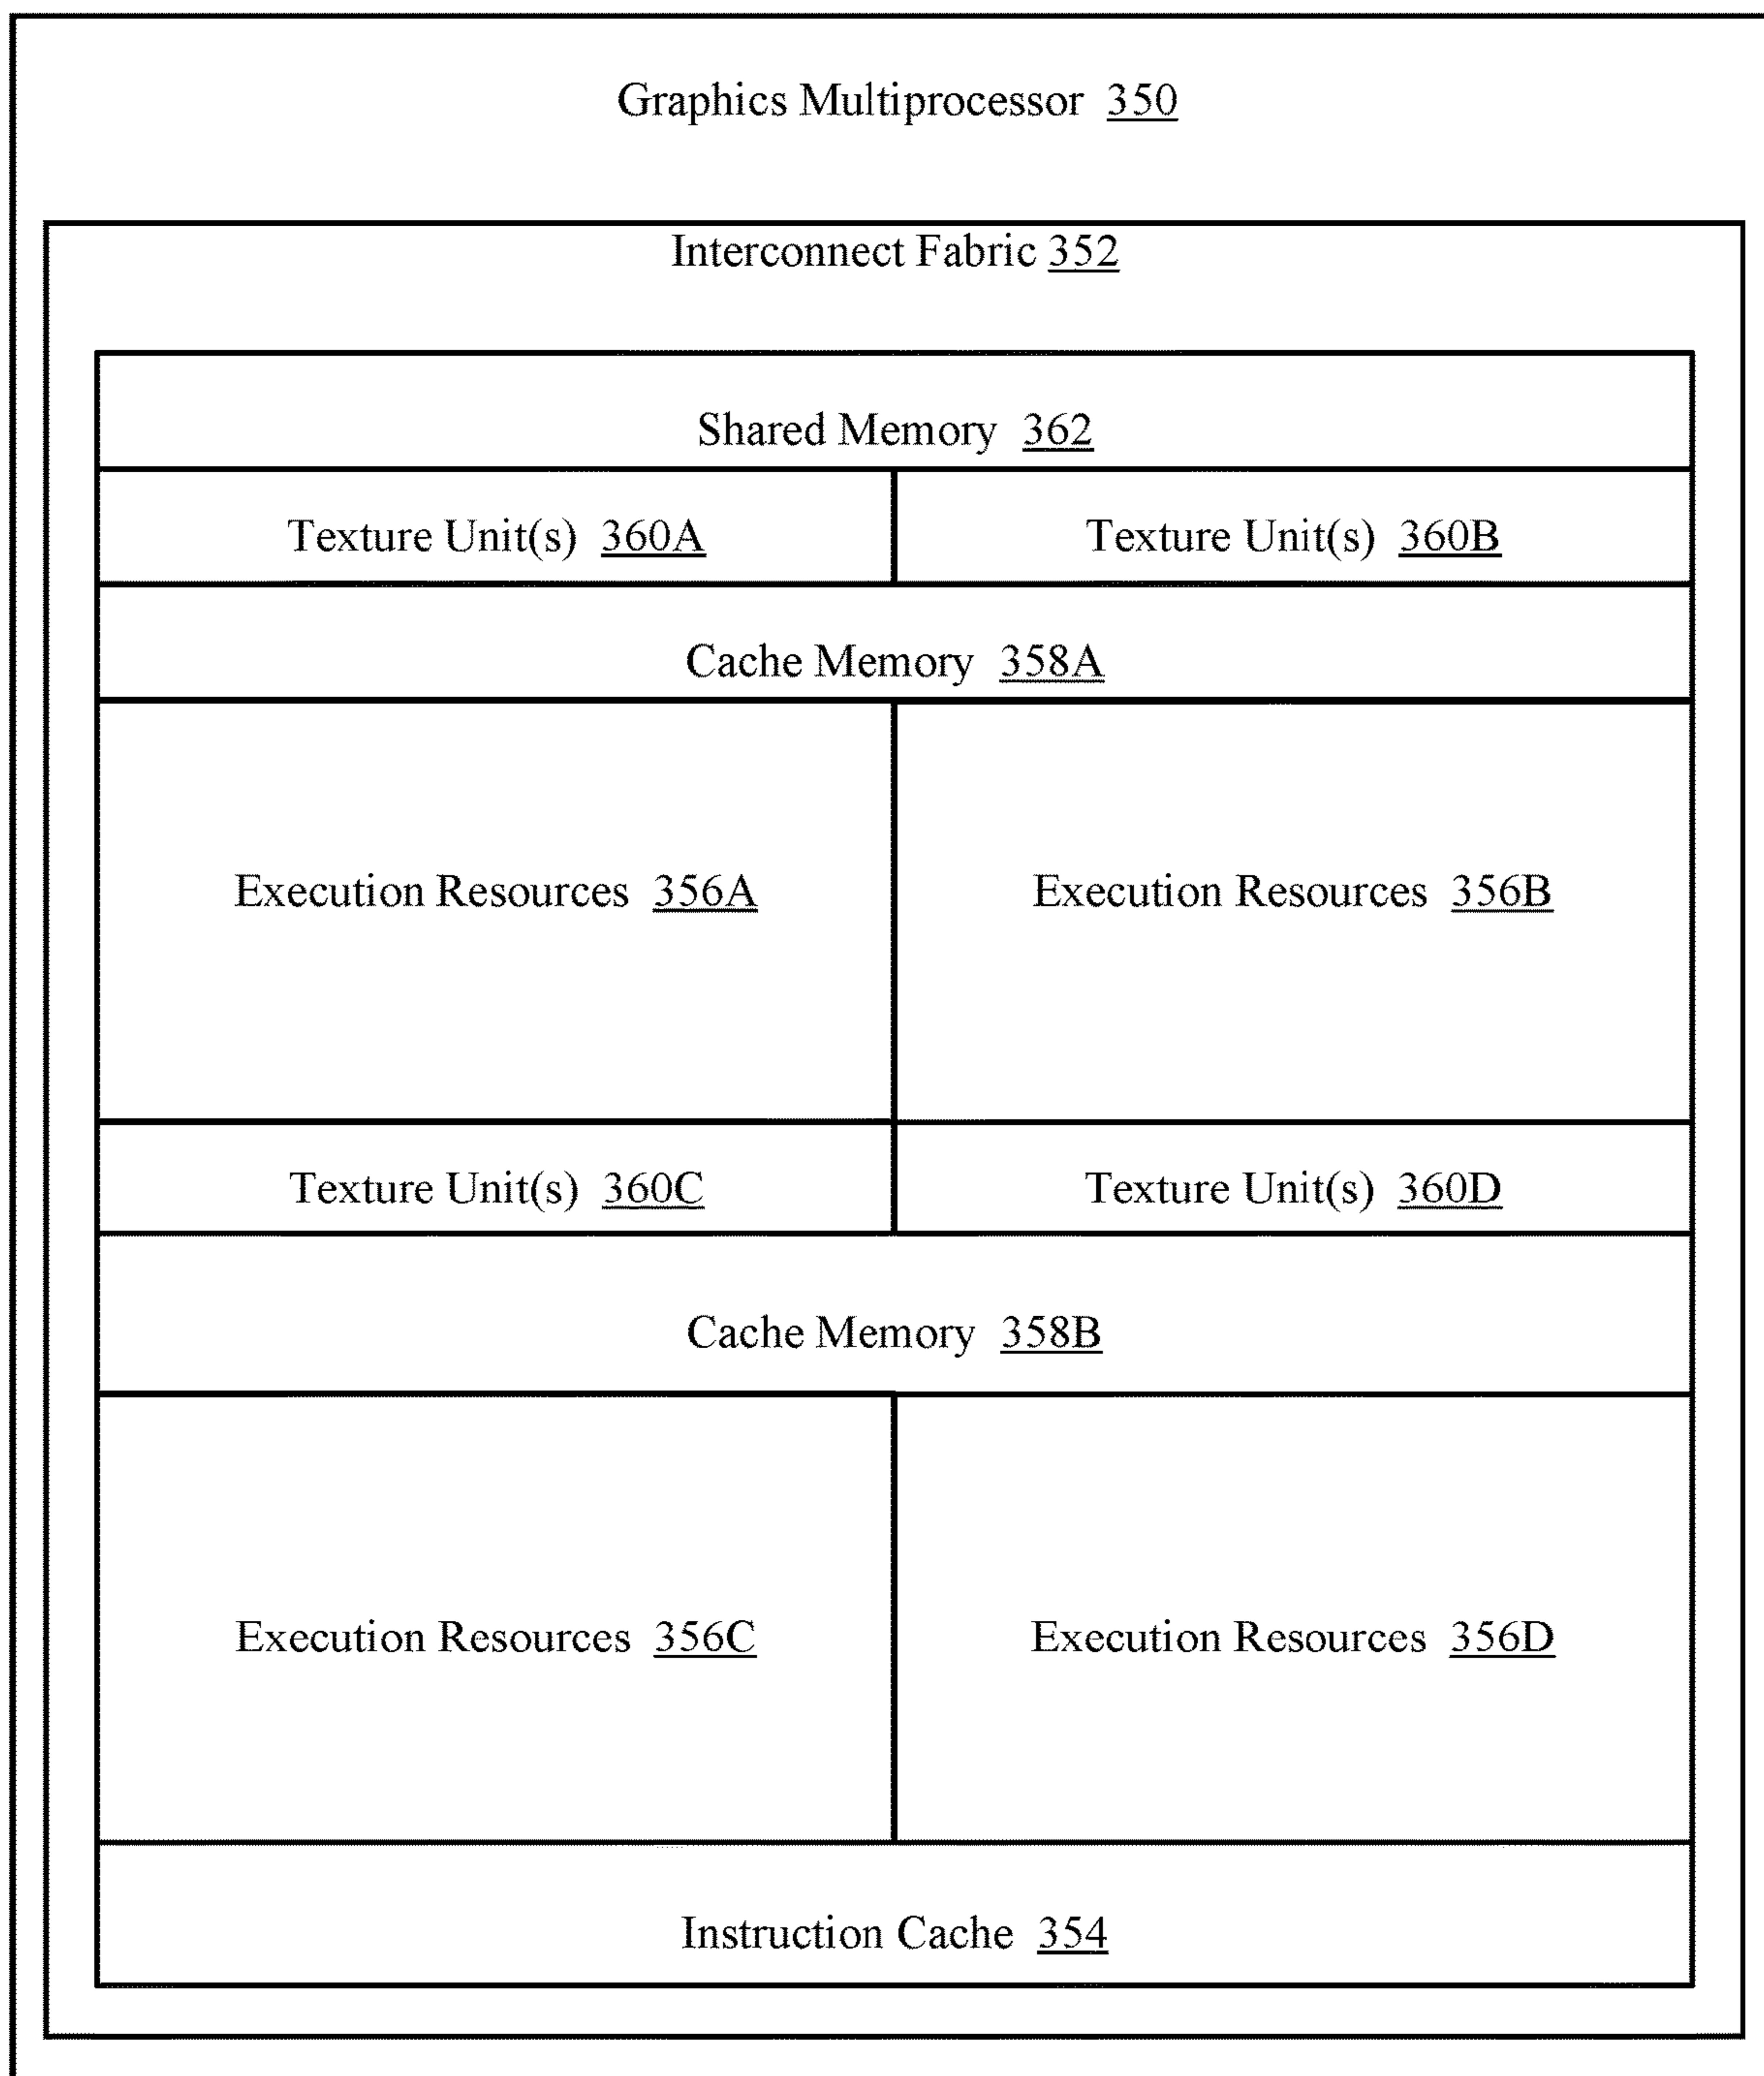 Graphics Multiprocessor 350
Interconnect Fabric 352
Shared Memory 362
Texture Unit(s) 360A
Texture Unit(s) 360B
Cache Memory 358A
Execution Resources 356A
Execution Resources 356B
Texture Unit(s) 360C
Texture Unit(s) 360D
Cache Memory 358B
Execution Resources 356C
Execution Resources 356D
Instruction Cache 354